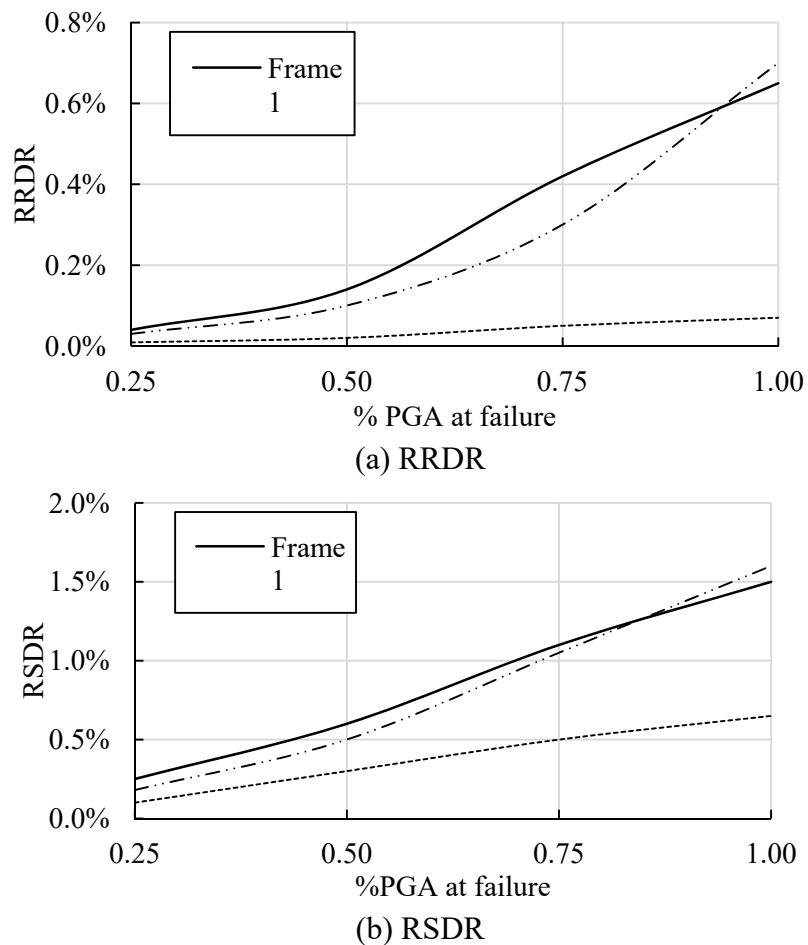 0.8%
Frame
1
0.6%
RRDR
0.4%
0.2%
0.0%
0.25 0.50 0.75 1.00
% PGA at failure
(a) RRDR
2.0%
Frame
1
1.5%
RSDR
1.0%
0.5%
0.0%
0.25 0.50 0.75 1.00
%PGA at failure
(b) RSDR